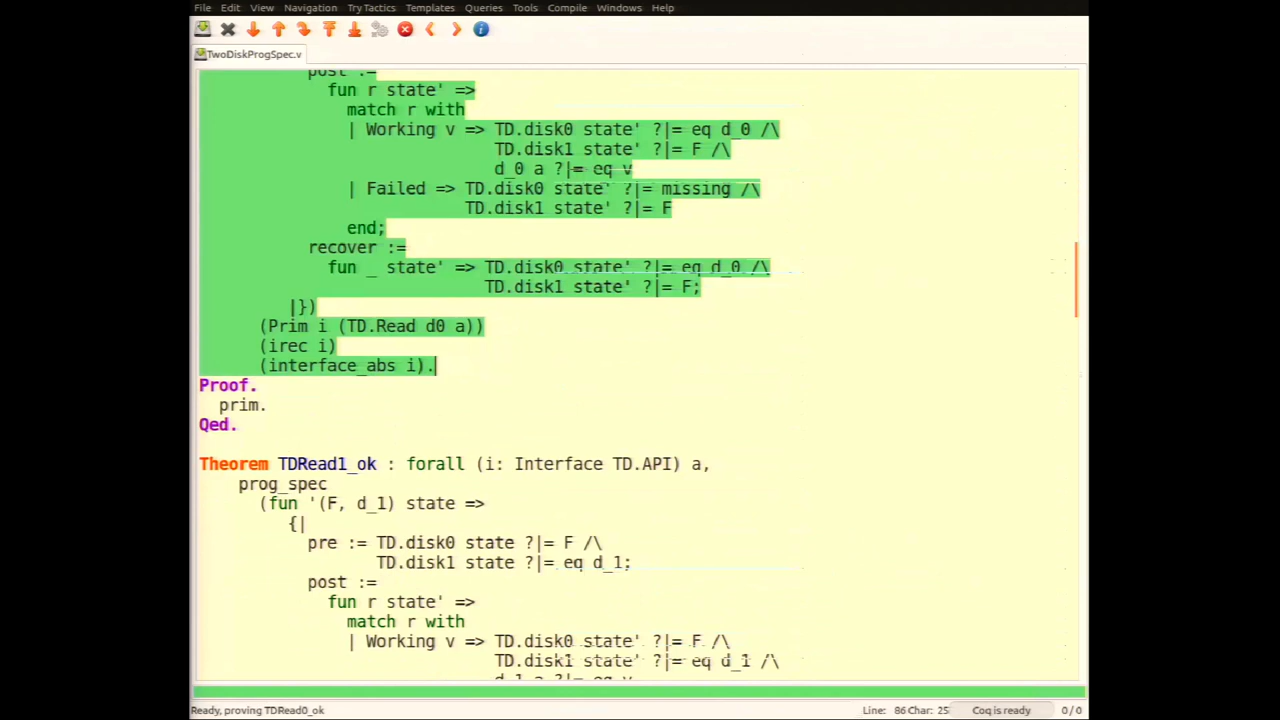 File Edit View Navigation Try Tactics Templates Queries Tools Compile Windows Help
TwoDiskProgSpec.v
post :=
fun r state' =>
match r with
| Working v => TD.disk0 state' ?|= eq d_0 /\
TD.disk1 state' ?|= F /\
d_0 a ?|= eq v
| Failed => TD.disk0 state' ?|= missing /\
TD.disk1 state' ?|= F
end;
recover :=
fun _ state' => TD.disk0 state' ?|= eq d_0 /\
TD.disk1 state' ?|= F;
|})
(Prim i (TD.Read d0 a))
(irec i)
(interface_abs i).
Proof.
prim.
Qed.
Theorem TDRead1_ok : forall (i: Interface TD.API) a,
prog_spec
(fun '(F, d_1) state =>
{|
pre := TD.disk0 state ?|= F /\
TD.disk1 state ?|= eq d_1;
post :=
fun r state' =>
match r with
| Working v => TD.disk0 state' ?|= F /\
TD.disk1 state' ?|= eq d_1 /\
d_1 a ?|= eq v
Ready, proving TDRead0_ok Line: 86 Char: 25 Coq is ready 0 / 0